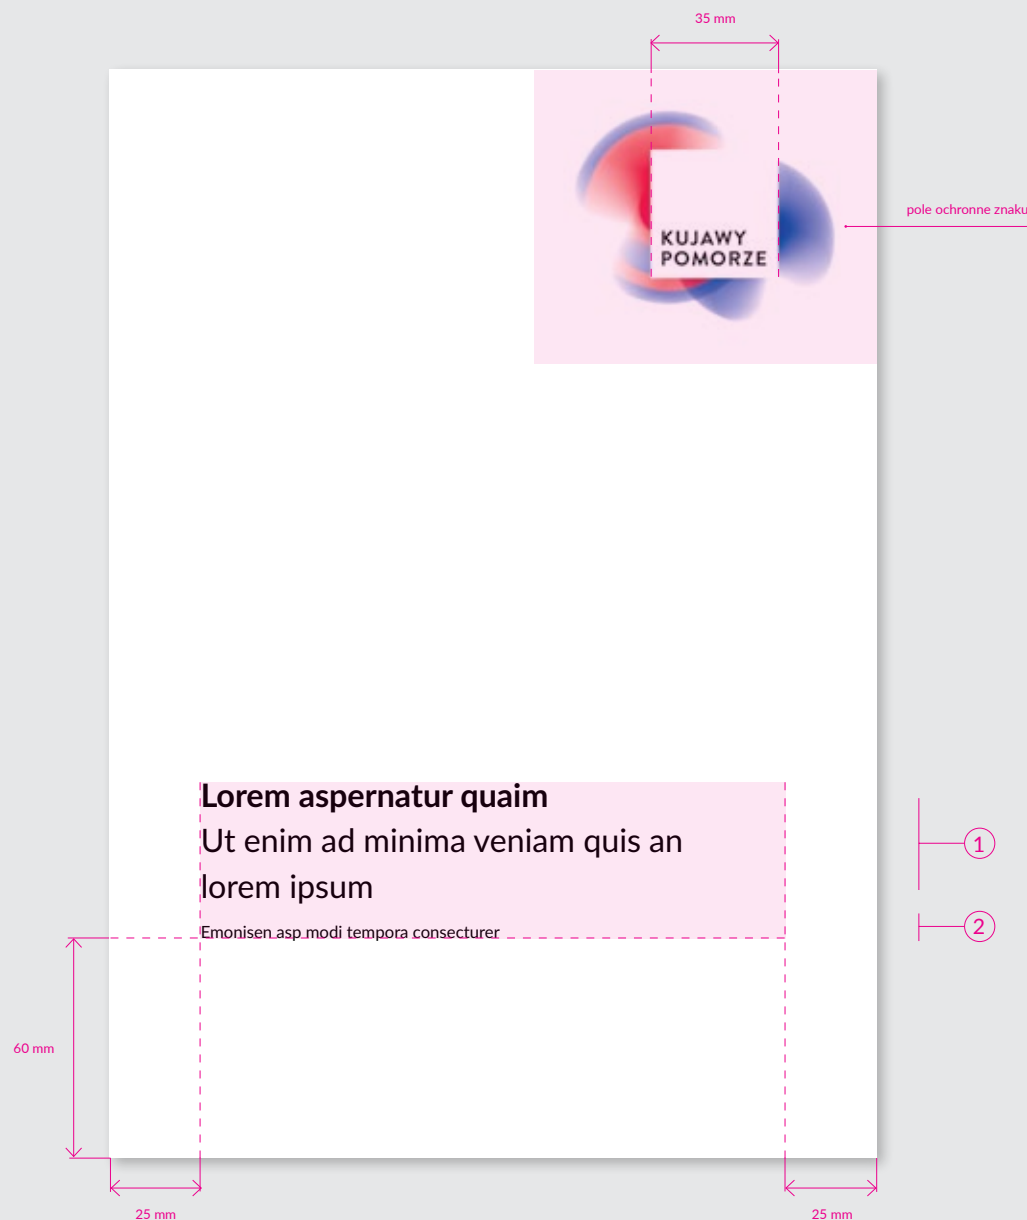 35 mm
pole ochronne znaku
KUJAWY
POMORZE
Lorem aspernatur quaim
Ut enim ad minima veniam quis an
lorem ipsum
1
Emonisen asp modi tempora consecturer
2
60 mm
25 mm
25 mm